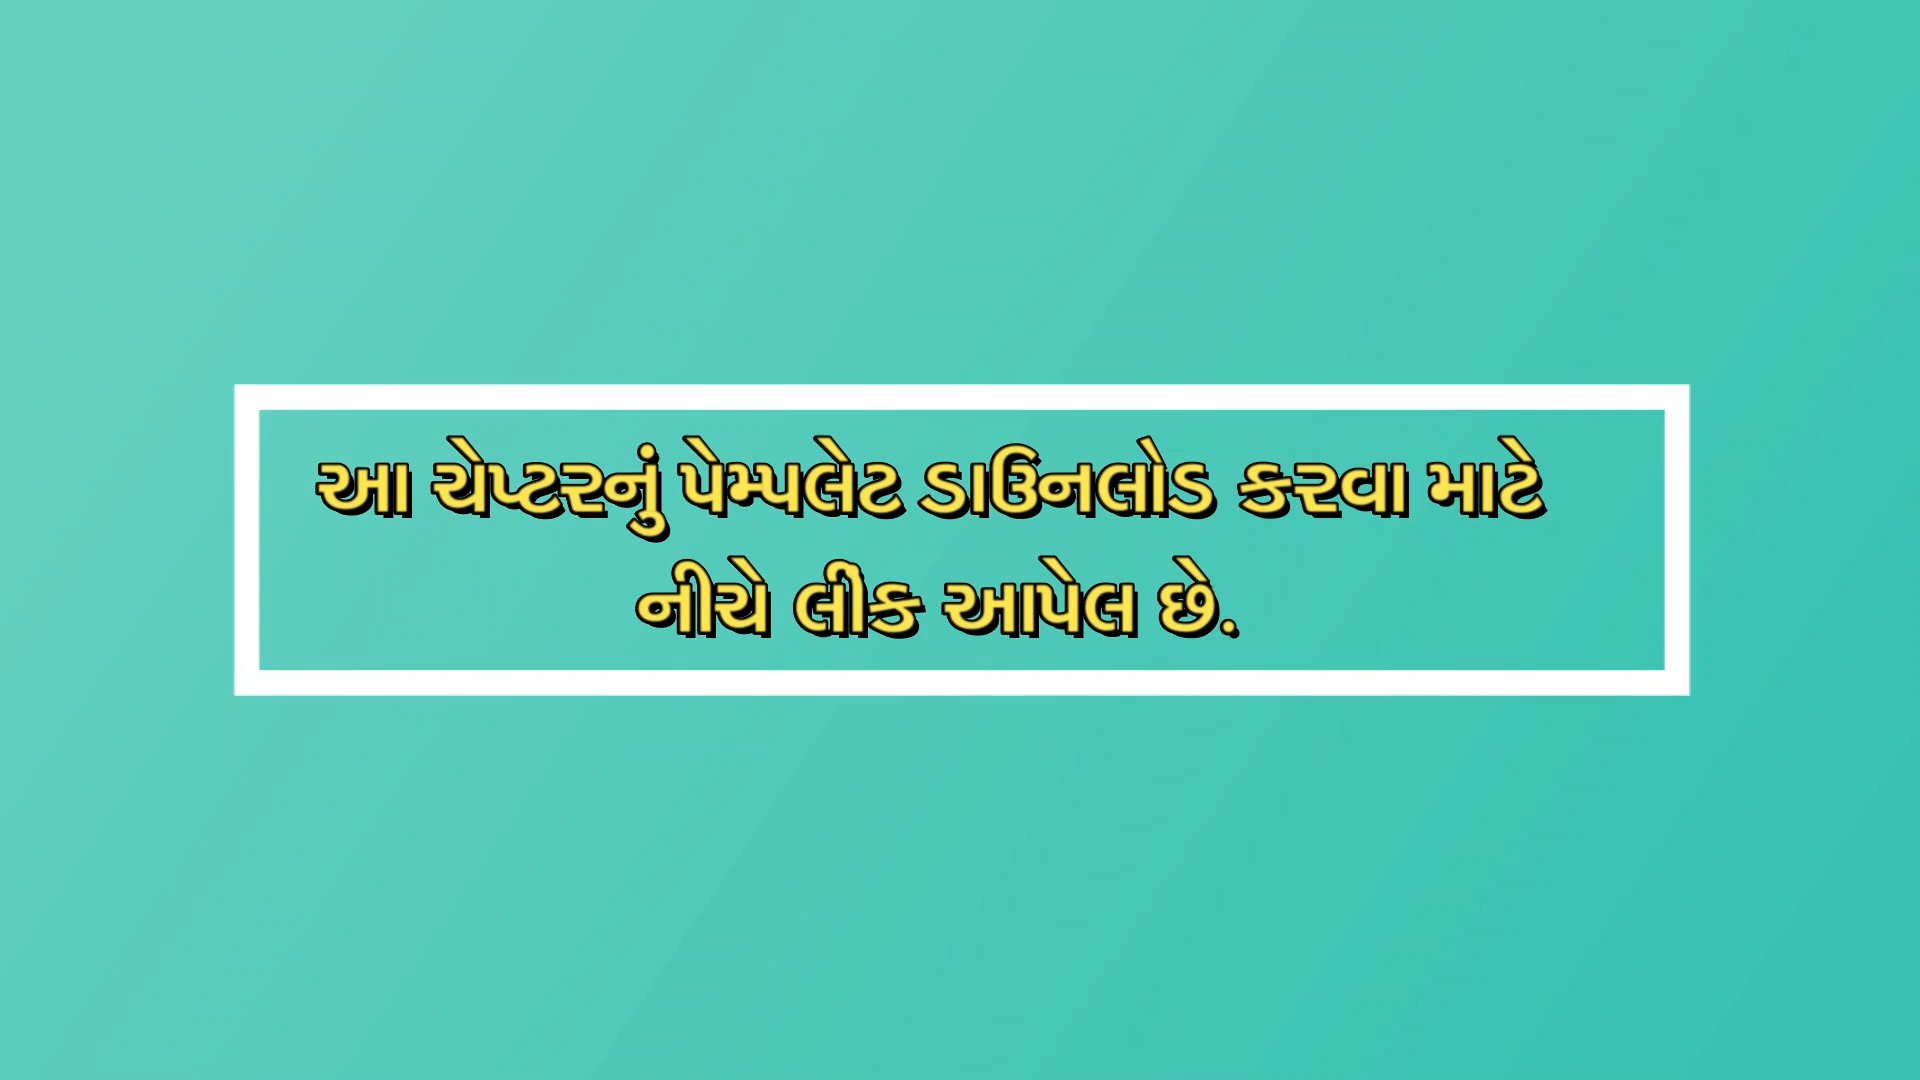 આ ચેપ્ટરનું પેમ્પલેટ ડાઉનલોડ કરવા માટે
નીચે લીંક આપેલ છે.